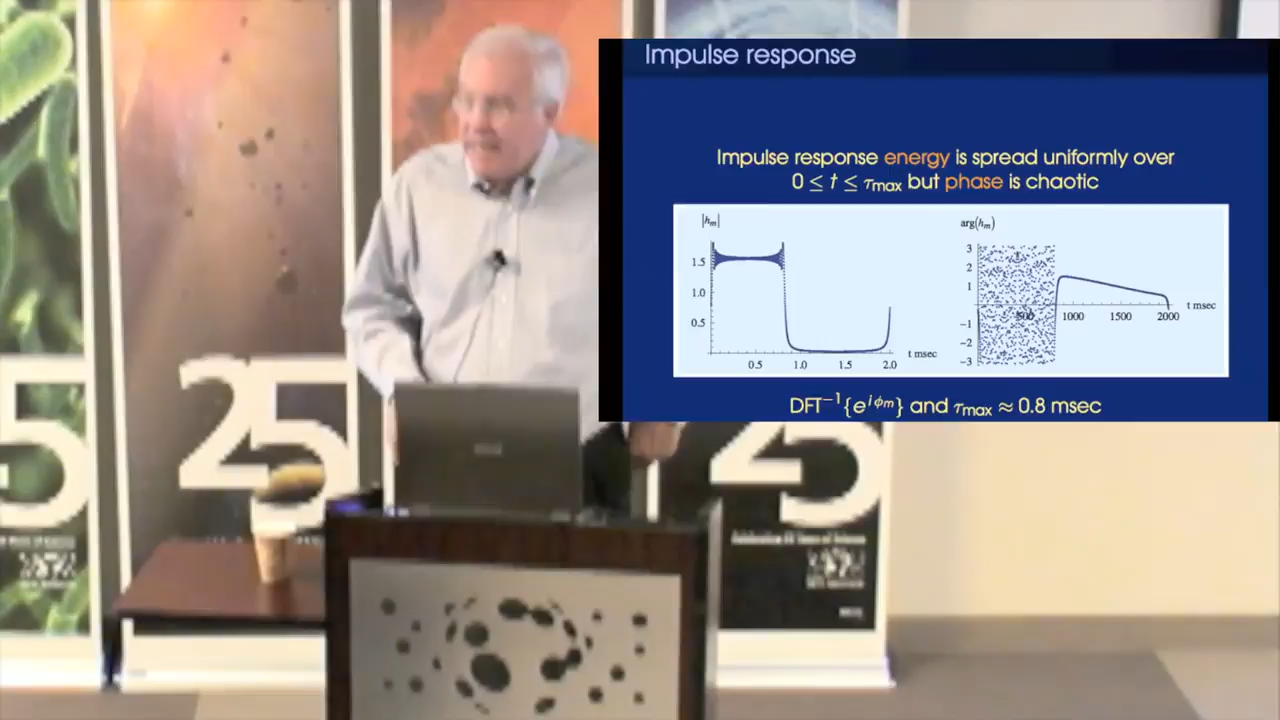 Impulse response
Impulse response energy is spread uniformly over
0 ≤ t ≤ τmax but phase is chaotic
|hm|
1.5
1.0
0.5
0.5 1.0 1.5 2.0
t msec
arg(hm)
3
2
1
-1
-2
-3
500 1000 1500 2000
t msec
DFT⁻¹{e^iϕm} and τmax ≈ 0.8 msec
5
25
25